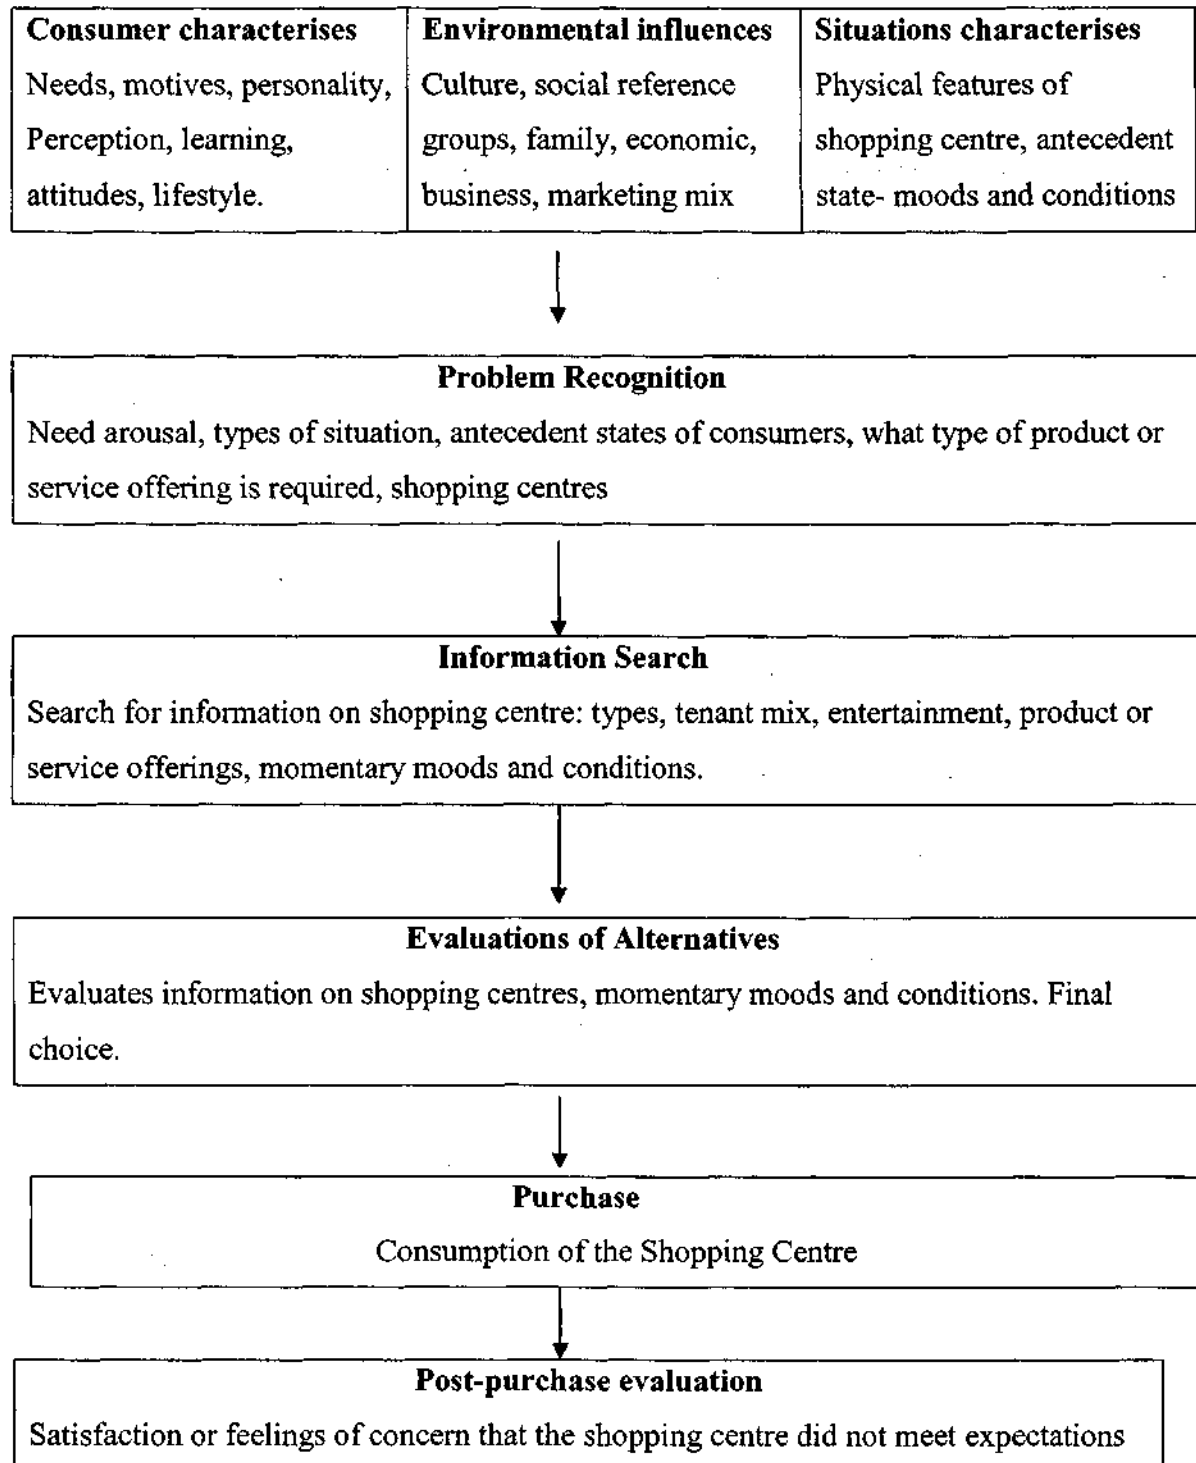 Consumer characterises
Needs, motives, personality,
Perception, learning,
attitudes, lifestyle.
Environmental influences
Culture, social reference
groups, family, economic,
business, marketing mix
Situations characterises
Physical features of
shopping centre, antecedent
state- moods and conditions
Problem Recognition
Need arousal, types of situation, antecedent states of consumers, what type of product or
service offering is required, shopping centres
Information Search
Search for information on shopping centre: types, tenant mix, entertainment, product or
service offerings, momentary moods and conditions.
Evaluations of Alternatives
Evaluates information on shopping centres, momentary moods and conditions. Final
choice.
Purchase
Consumption of the Shopping Centre
Post-purchase evaluation
Satisfaction or feelings of concern that the shopping centre did not meet expectations